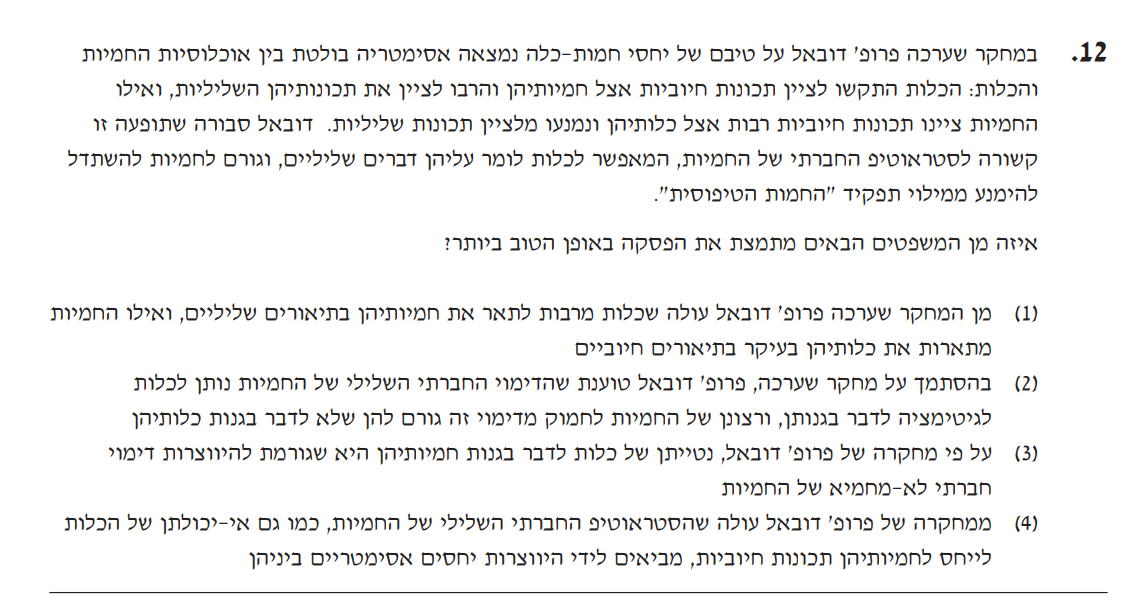 12. במחקר שערכה פרופ' דובאל על טיבם של יחסי חמות-כלה נמצאה אסימטריה בולטת בין אוכלוסיות החמיות
והכלות: הכלות התקשו לציין תכונות חיוביות אצל חמיותיהן והרבו לציין את תכונותיהן השליליות, ואילו
החמיות ציינו תכונות חיוביות רבות אצל כלותיהן ונמנעו מלציין תכונות שליליות. דובאל סבורה שתופעה זו
קשורה לסטראוטיפ החברתי של החמיות, המאפשר לכלות לומר עליהן דברים שליליים, וגורם לחמיות להשתדל
להימנע ממילוי תפקיד "החמות הטיפוסית".
איזה מן המשפטים הבאים מתמצת את הפסקה באופן הטוב ביותר?
(1) מן המחקר שערכה פרופ' דובאל עולה שכלות מרבות לתאר את חמיותיהן בתיאורים שליליים, ואילו החמיות
מתארות את כלותיהן בעיקר בתיאורים חיוביים
(2) בהסתמך על מחקר שערכה, פרופ' דובאל טוענת שהדימוי החברתי השלילי של החמיות נותן לכלות
לגיטימציה לדבר בגנותן, ורצונן של החמיות לחמוק מדימוי זה גורם להן שלא לדבר בגנות כלותיהן
(3) על פי מחקרה של פרופ' דובאל, נטייתן של כלות לדבר בגנות חמיותיהן היא שגורמת להיווצרות דימוי
חברתי לא-מחמיא של החמיות
(4) ממחקרה של פרופ' דובאל עולה שהסטראוטיפ החברתי השלילי של החמיות, כמו גם אי-יכולתן של הכלות
לייחס לחמיותיהן תכונות חיוביות, מביאים לידי היווצרות יחסים אסימטריים ביניהן